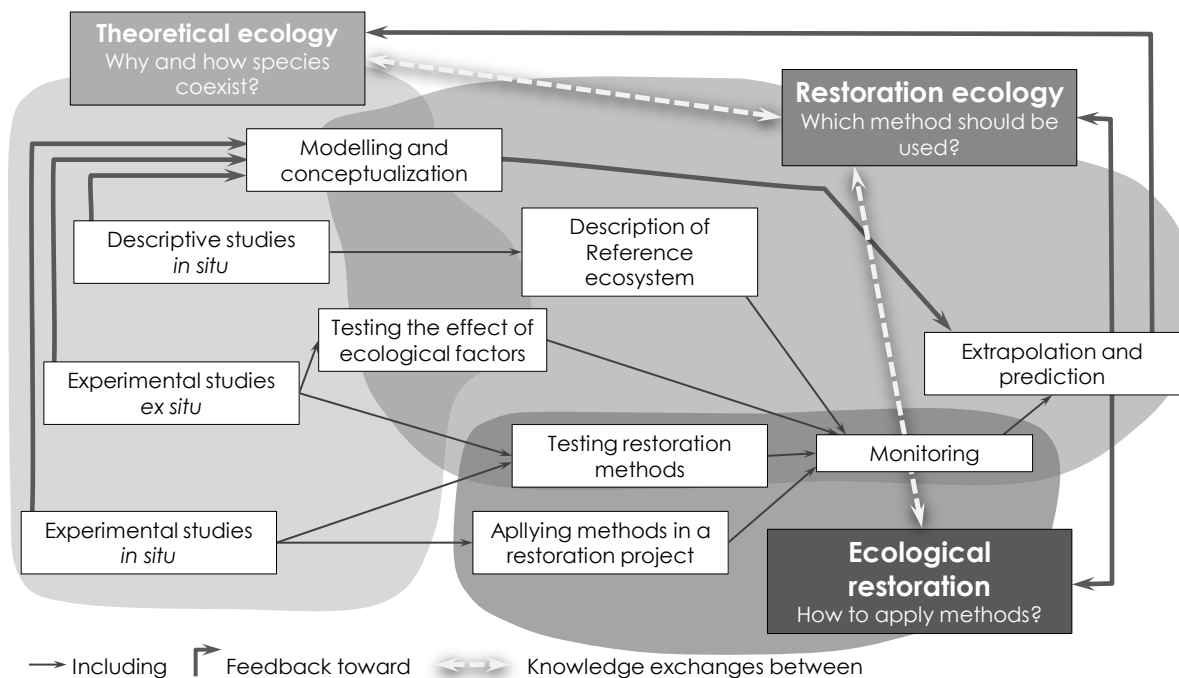 Theoretical ecology
Why and how species
coexist?
Restoration ecology
Which method should be
used?
Modelling and
conceptualization
Descriptive studies
in situ
Description of
Reference
ecosystem
Testing the effect of
ecological factors
Extrapolation and
prediction
Experimental studies
ex situ
Testing restoration
methods
Monitoring
Experimental studies
in situ
Apllying methods in a
restoration project
Ecological
restoration
How to apply methods?
Including
Feedback toward
Knowledge exchanges between